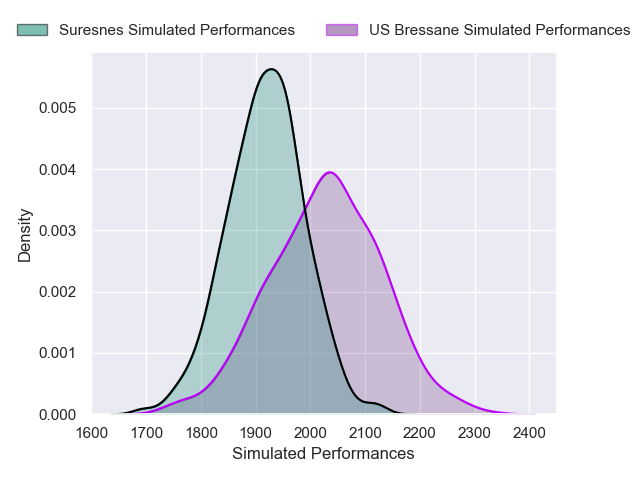 Suresnes Simulated Performances US Bressane Simulated Performances
0.005
0.004
0.003
0.002
0.001
0.000
Density
1600 1700 1800 1900 2000 2100 2200 2300 2400
Simulated Performances